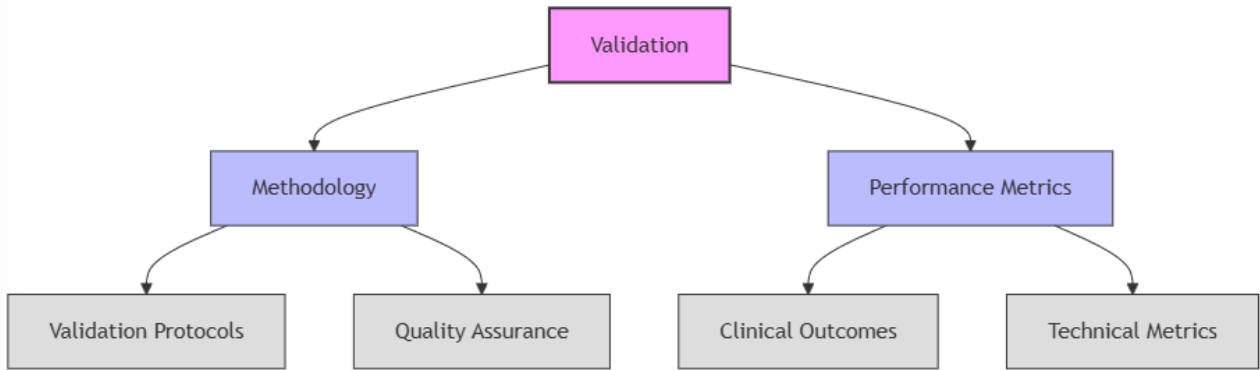 Validation
Methodology
Performance Metrics
Validation Protocols
Quality Assurance
Clinical Outcomes
Technical Metrics